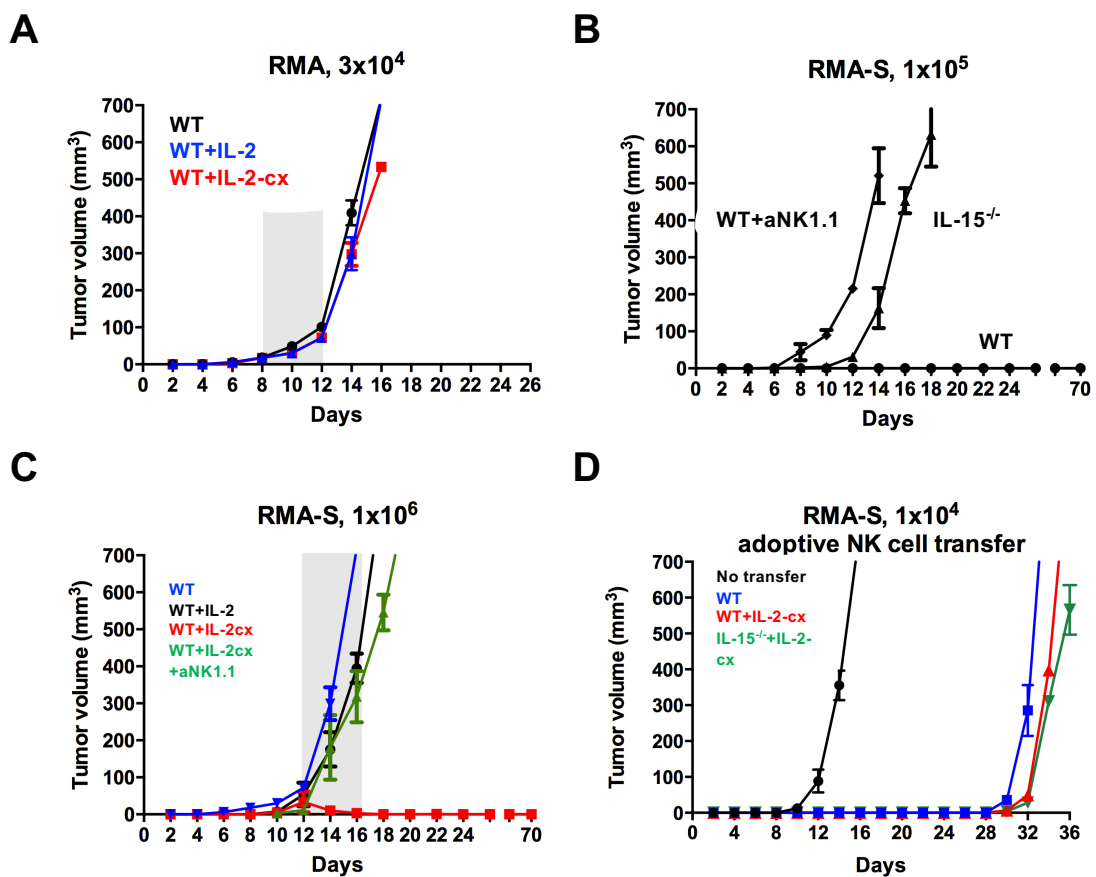 A
RMA, 3x10⁴
Tumor volume (mm³)
700
600
500
400
300
200
100
0
WT
WT+IL-2
WT+IL-2-cx
0 2 4 6 8 10 12 14 16 18 20 22 24 26
Days
B
RMA-S, 1x10⁵
Tumor volume (mm³)
700
600
500
400
300
200
100
0
WT+aNK1.1
IL-15⁻/⁻
WT
0 2 4 6 8 10 12 14 16 18 20 22 24 70
Days
C
RMA-S, 1x10⁶
Tumor volume (mm³)
700
600
500
400
300
200
100
0
WT
WT+IL-2
WT+IL-2cx
WT+IL-2cx
+aNK1.1
0 2 4 6 8 10 12 14 16 18 20 22 24 70
Days
D
RMA-S, 1x10⁴
adoptive NK cell transfer
Tumor volume (mm³)
700
600
500
400
300
200
100
0
No transfer
WT
WT+IL-2-cx
IL-15⁻/⁻+IL-2-
cx
0 4 8 12 16 20 24 28 32 36
Days